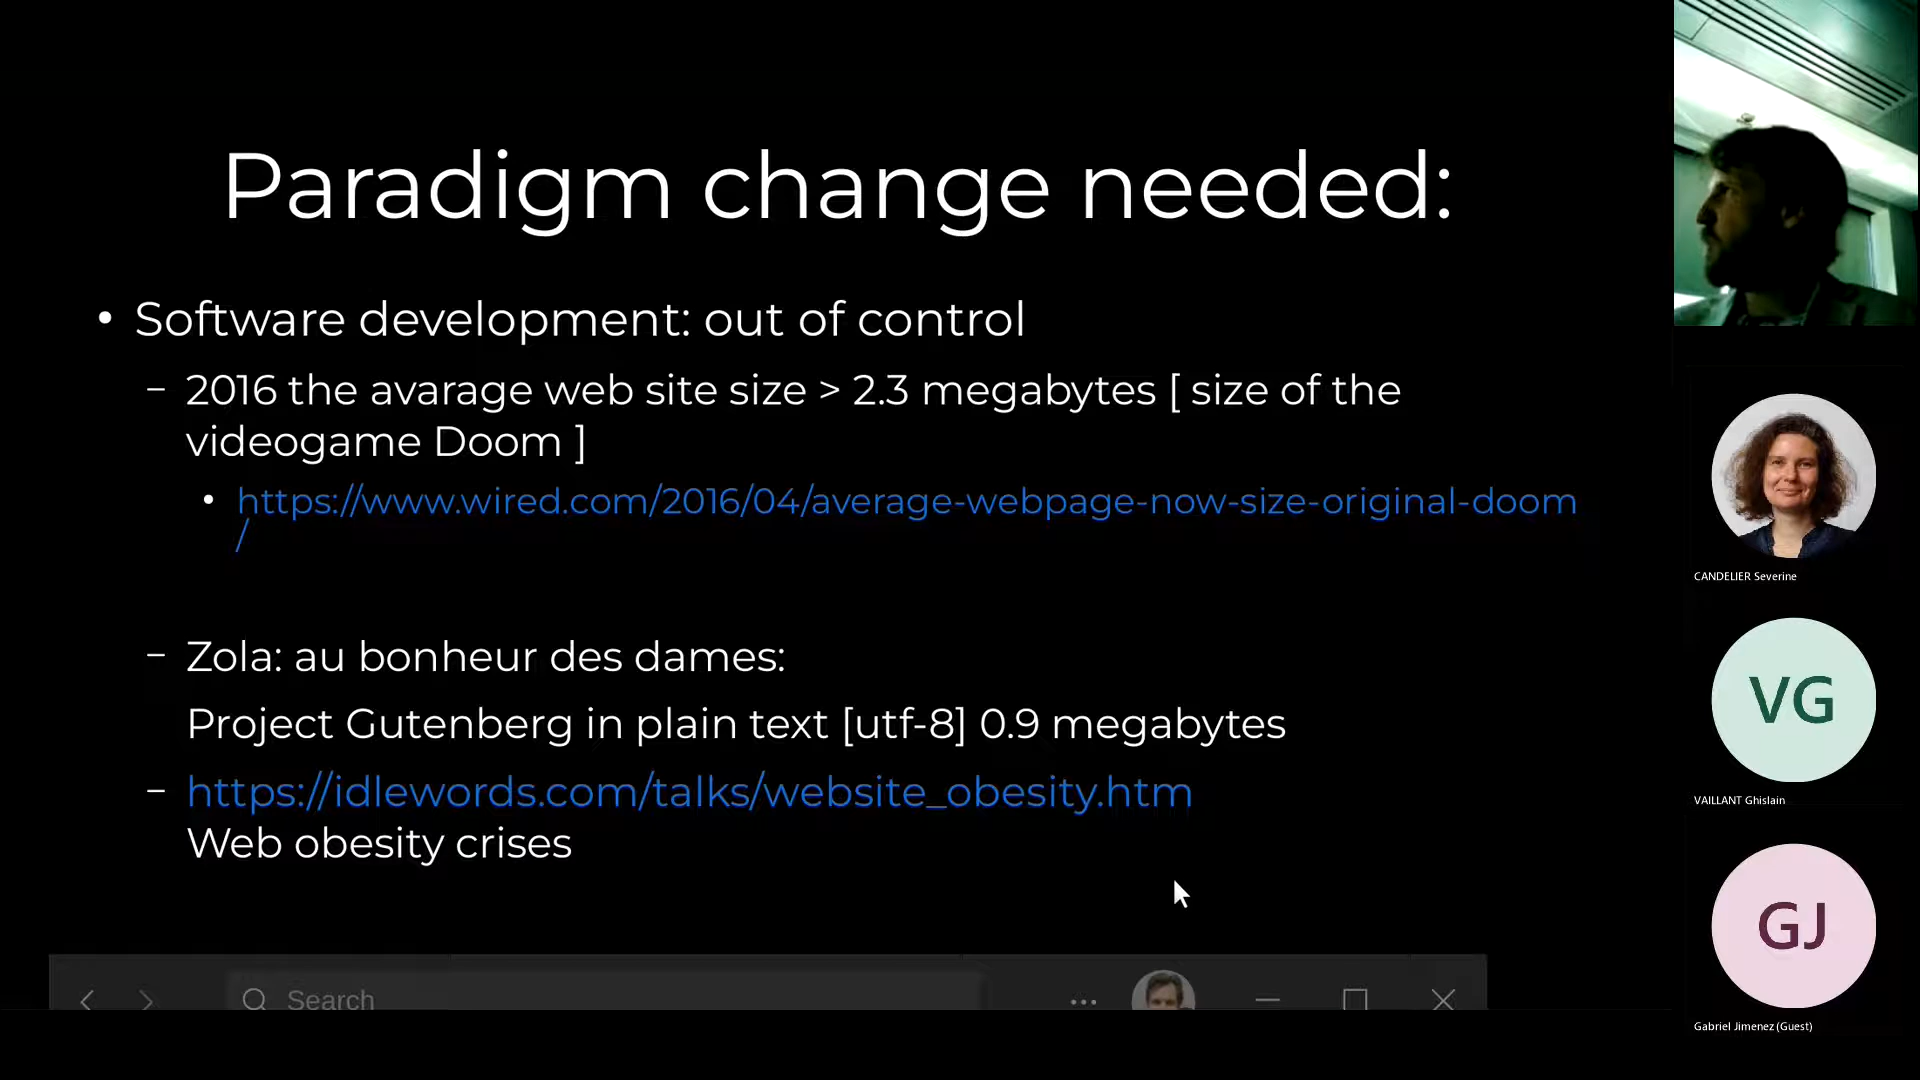 Paradigm change needed:
• Software development: out of control
– 2016 the avarage web site size > 2.3 megabytes [ size of the
videogame Doom ]
• https://www.wired.com/2016/04/average-webpage-now-size-original-doom
/
– Zola: au bonheur des dames:
Project Gutenberg in plain text [utf-8] 0.9 megabytes
– https://idlewords.com/talks/website_obesity.htm
Web obesity crises
Search
CANDELIER Severine
VG
VAILLANT Ghislain
GJ
Gabriel Jimenez (Guest)